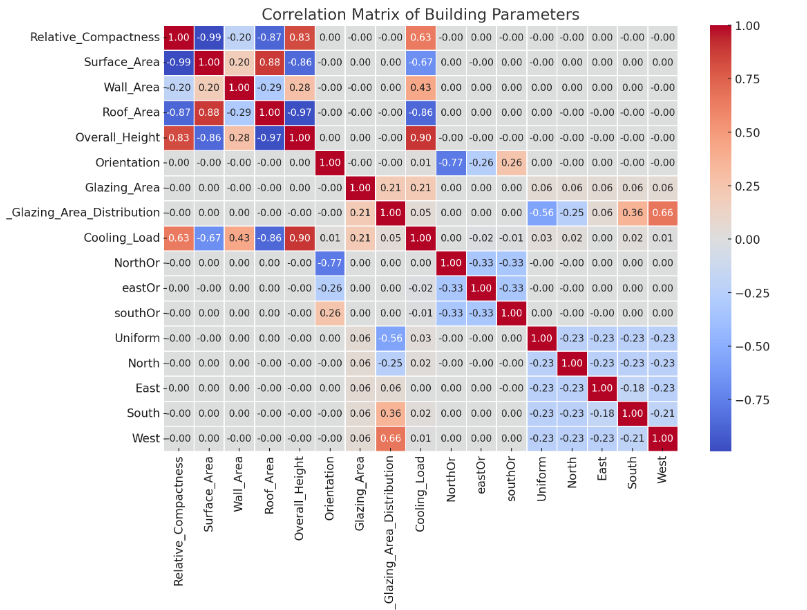 Correlation Matrix of Building Parameters
Relative_Compactness 1.00 -0.99 -0.20 -0.87 0.83 0.00 -0.00 -0.00 0.63 -0.00 0.00 0.00 -0.00 -0.00 -0.00 -0.00 -0.00
Surface_Area -0.99 1.00 0.20 0.88 -0.86 0.00 0.00 0.00 -0.67 0.00 0.00 0.00 0.00 0.00 0.00 0.00 0.00
Wall_Area -0.20 0.20 1.00 -0.29 0.28 0.00 0.00 0.00 0.43 0.00 0.00 0.00 0.00 0.00 -0.00 0.00 -0.00
Roof_Area -0.87 0.88 -0.29 1.00 -0.97 0.00 0.00 0.00 -0.86 0.00 0.00 0.00 -0.00 -0.00 -0.00 -0.00 -0.00
Overall_Height 0.83 -0.86 0.28 -0.97 1.00 0.00 0.00 0.00 0.90 -0.00 -0.00 -0.00 -0.00 -0.00 -0.00 -0.00 -0.00
Orientation -0.00 -0.00 0.00 -0.00 0.00 1.00 -0.00 -0.00 0.01 -0.77 -0.26 0.26 0.00 -0.00 -0.00 -0.00 -0.00
Glazing_Area -0.00 0.00 0.00 0.00 0.00 0.00 1.00 0.21 0.21 0.00 0.00 0.00 0.06 0.06 0.06 0.06 0.06
_Glazing_Area_Distribution -0.00 0.00 0.00 0.00 0.00 0.00 0.21 1.00 0.05 0.00 0.00 0.00 -0.56 -0.25 0.06 0.36 0.66
Cooling_Load 0.63 -0.67 0.43 -0.86 0.90 0.01 0.21 0.05 1.00 0.00 -0.02 -0.01 0.03 0.02 0.00 0.02 0.01
NorthOr -0.00 0.00 0.00 0.00 -0.00 -0.77 0.00 0.00 0.00 1.00 -0.33 -0.33 -0.00 0.00 0.00 0.00 0.00
eastOr -0.00 0.00 0.00 0.00 -0.00 -0.26 0.00 0.00 -0.02 -0.33 1.00 -0.33 -0.00 0.00 0.00 0.00 0.00
southOr -0.00 0.00 0.00 0.00 -0.00 0.26 0.00 0.00 -0.01 -0.33 -0.33 1.00 -0.00 0.00 0.00 0.00 0.00
Uniform -0.00 0.00 0.00 -0.00 -0.00 0.00 0.06 -0.56 0.03 -0.00 -0.00 -0.00 1.00 -0.23 -0.23 -0.23 -0.23
North -0.00 0.00 0.00 -0.00 -0.00 -0.00 0.06 -0.25 0.02 0.00 0.00 0.00 -0.23 1.00 -0.23 -0.23 -0.23
East -0.00 0.00 -0.00 -0.00 -0.00 -0.00 0.06 0.06 0.00 0.00 0.00 0.00 -0.23 -0.23 1.00 -0.18 -0.23
South -0.00 0.00 0.00 -0.00 -0.00 -0.00 0.06 0.36 0.02 0.00 0.00 0.00 -0.23 -0.23 -0.18 1.00 -0.21
West -0.00 0.00 -0.00 -0.00 -0.00 -0.00 0.06 0.66 0.01 0.00 0.00 0.00 -0.23 -0.23 -0.23 -0.21 1.00
Relative_Compactness
Surface_Area
Wall_Area
Roof_Area
Overall_Height
Orientation
Glazing_Area
_Glazing_Area_Distribution
Cooling_Load
NorthOr
eastOr
southOr
Uniform
North
East
South
West
1.00
0.75
0.50
0.25
0.00
−0.25
−0.50
−0.75